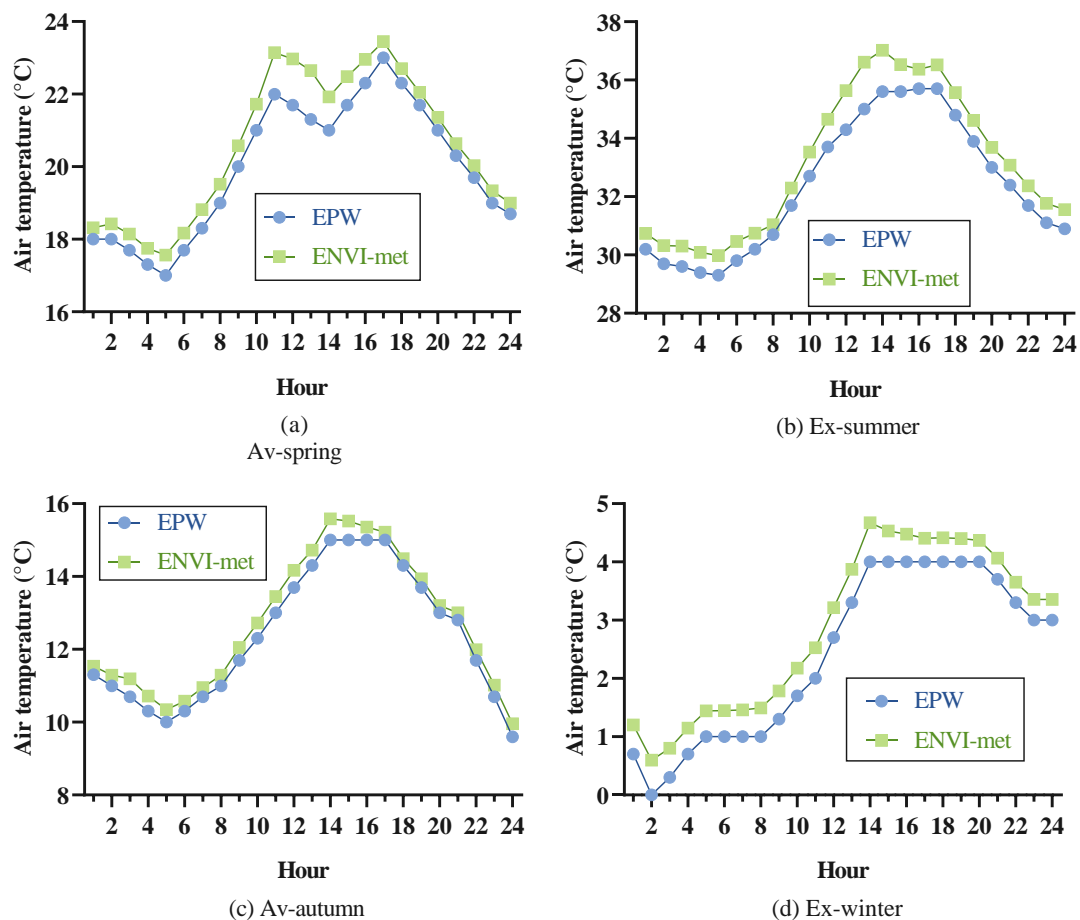 24
22
20
18
16
Air temperature (°C)
EPW
ENVI-met
2 4 6 8 10 12 14 16 18 20 22 24
Hour
(a)
Av-spring
38
36
34
32
30
28
Air temperature (°C)
EPW
ENVI-met
2 4 6 8 10 12 14 16 18 20 22 24
Hour
(b) Ex-summer
16
14
12
10
8
Air temperature (°C)
EPW
ENVI-met
2 4 6 8 10 12 14 16 18 20 22 24
Hour
(c) Av-autumn
5
4
3
2
1
0
Air temperature (°C)
EPW
ENVI-met
2 4 6 8 10 12 14 16 18 20 22 24
Hour
(d) Ex-winter